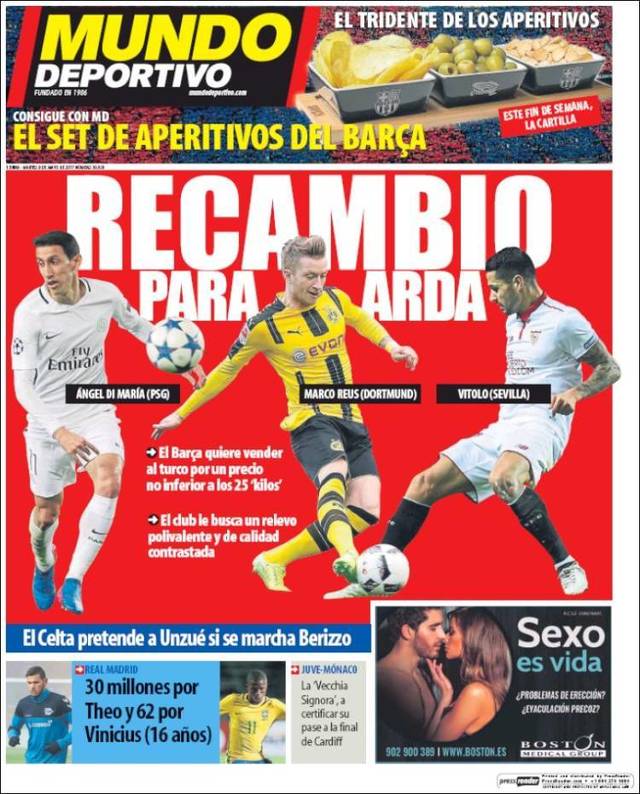 MUNDO
DEPORTIVO
FUNDADO EN 1906
mundodeportivo.com
EL TRIDENTE DE LOS APERITIVOS
ESTE FIN DE SEMANA,
LA CARTILLA
CONSIGUE CON MD
EL SET DE APERITIVOS DEL BARÇA
RECAMBIO
PARA ARDA
Fly
Emirates
EVONIK
ÁNGEL DI MARÍA (PSG)
MARCO REUS (DORTMUND)
VITOLO (SEVILLA)
El Barça quiere vender
al turco por un precio
no inferior a los 25 'kilos'
El club le busca un relevo
polivalente y de calidad
contrastada
El Celta pretende a Unzué si se marcha Berizzo
REAL MADRID
30 millones por
Theo y 62 por
Vinicius (16 años)
11
JUVE-MÓNACO
La 'Vecchia
Signora', a
certificar su
pase a la final
de Cardiff
Sexo
es vida
¿PROBLEMAS DE ERECCIÓN?
¿EYACULACIÓN PRECOZ?
902 900 389 | WWW.BOSTON.ES
BOSTON
MEDICAL GROUP
pressreader